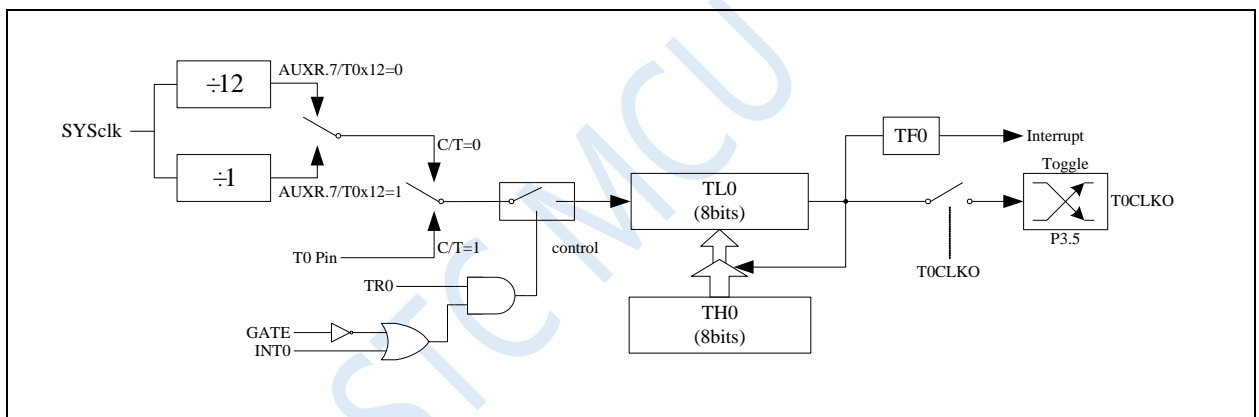 ÷12
AUXR.7/T0x12=0
SYSclk
÷1
AUXR.7/T0x12=1
C/T=0
C/T=1
T0 Pin
control
TR0
GATE
INT0
TL0
(8bits)
TH0
(8bits)
TF0
Interrupt
Toggle
T0CLKO
P3.5
T0CLKO
STC MCU